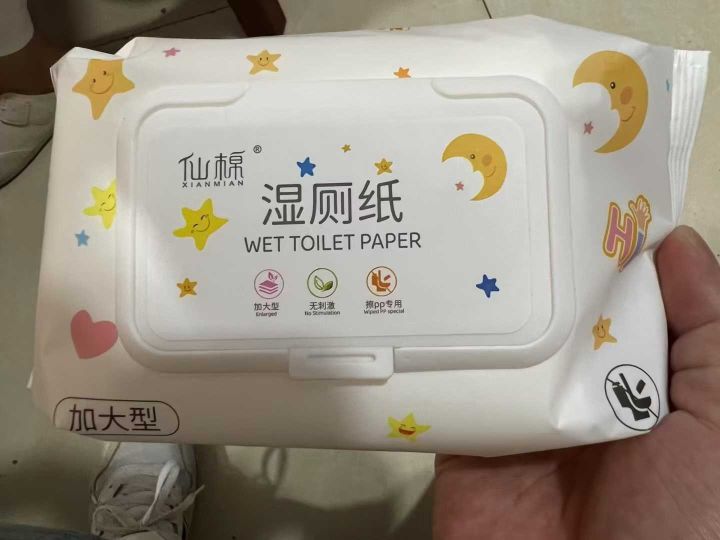 仙棉®
XIANMIAN
湿厕纸
WET TOILET PAPER
加大型
Enlarged
无刺激
No Stimulation
擦pp专用
Wiped PP special
加大型